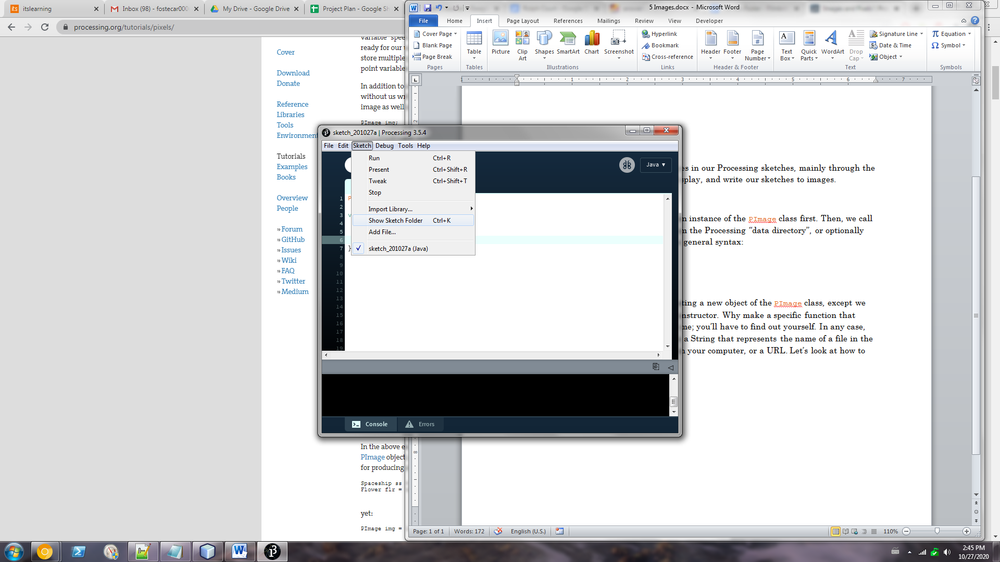 itslearning
Inbox (98) - fostecar000
My Drive - Google Drive
Project Plan - Google Sh
processing.org/tutorials/pixels/
Cover
Download
Donate
Reference
Libraries
Tools
Environment
Tutorials
Examples
Books
Overview
People
» Forum
» GitHub
» Issues
» Wiki
» FAQ
» Twitter
» Medium
ready for our
store multiple
point variable
In addition to
without us
image as well
PImage img;
In the above
PImage object
for producing
Spaceship ss
Flower flr =
yet:
PImage img =
5 Images.docx - Microsoft Word
File Home Insert Page Layout References Mailings Review View Developer
Cover Page
Blank Page
Page Break
Pages
Table
Tables
Picture
Clip Art
Shapes
SmartArt
Chart
Screenshot
Illustrations
Hyperlink
Bookmark
Cross-reference
Links
Header
Footer
Page Number
Header & Footer
Text Box
Quick Parts
WordArt
Drop Cap
Signature Line
Date & Time
Object
Text
Equation
Symbol
Symbols
1 1 2 3 4 5 6 7
in our Processing sketches, mainly through the
and write our sketches to images.
instance of the PImage class first. Then, we call
the Processing “data directory”, or optionally
general syntax:
a new object of the PImage class, except we
Why make a specific function that
you’ll have to find out yourself. In any case,
a String that represents the name of a file in the
your computer, or a URL. Let’s look at how to
Page: 1 of 1 Words: 172 English (U.S.) 110%
sketch_201027a | Processing 3.5.4
File Edit Sketch Debug Tools Help
Java ▾
Run Ctrl+R
Present Ctrl+Shift+R
Tweak Ctrl+Shift+T
Stop
Import Library...
Show Sketch Folder Ctrl+K
Add File...
✓ sketch_201027a (Java)
1
2
3
4
5
6
7 }
8
9
10
11
12
13
14
15
16
17
18
19
Console Errors
2:45 PM
10/27/2020